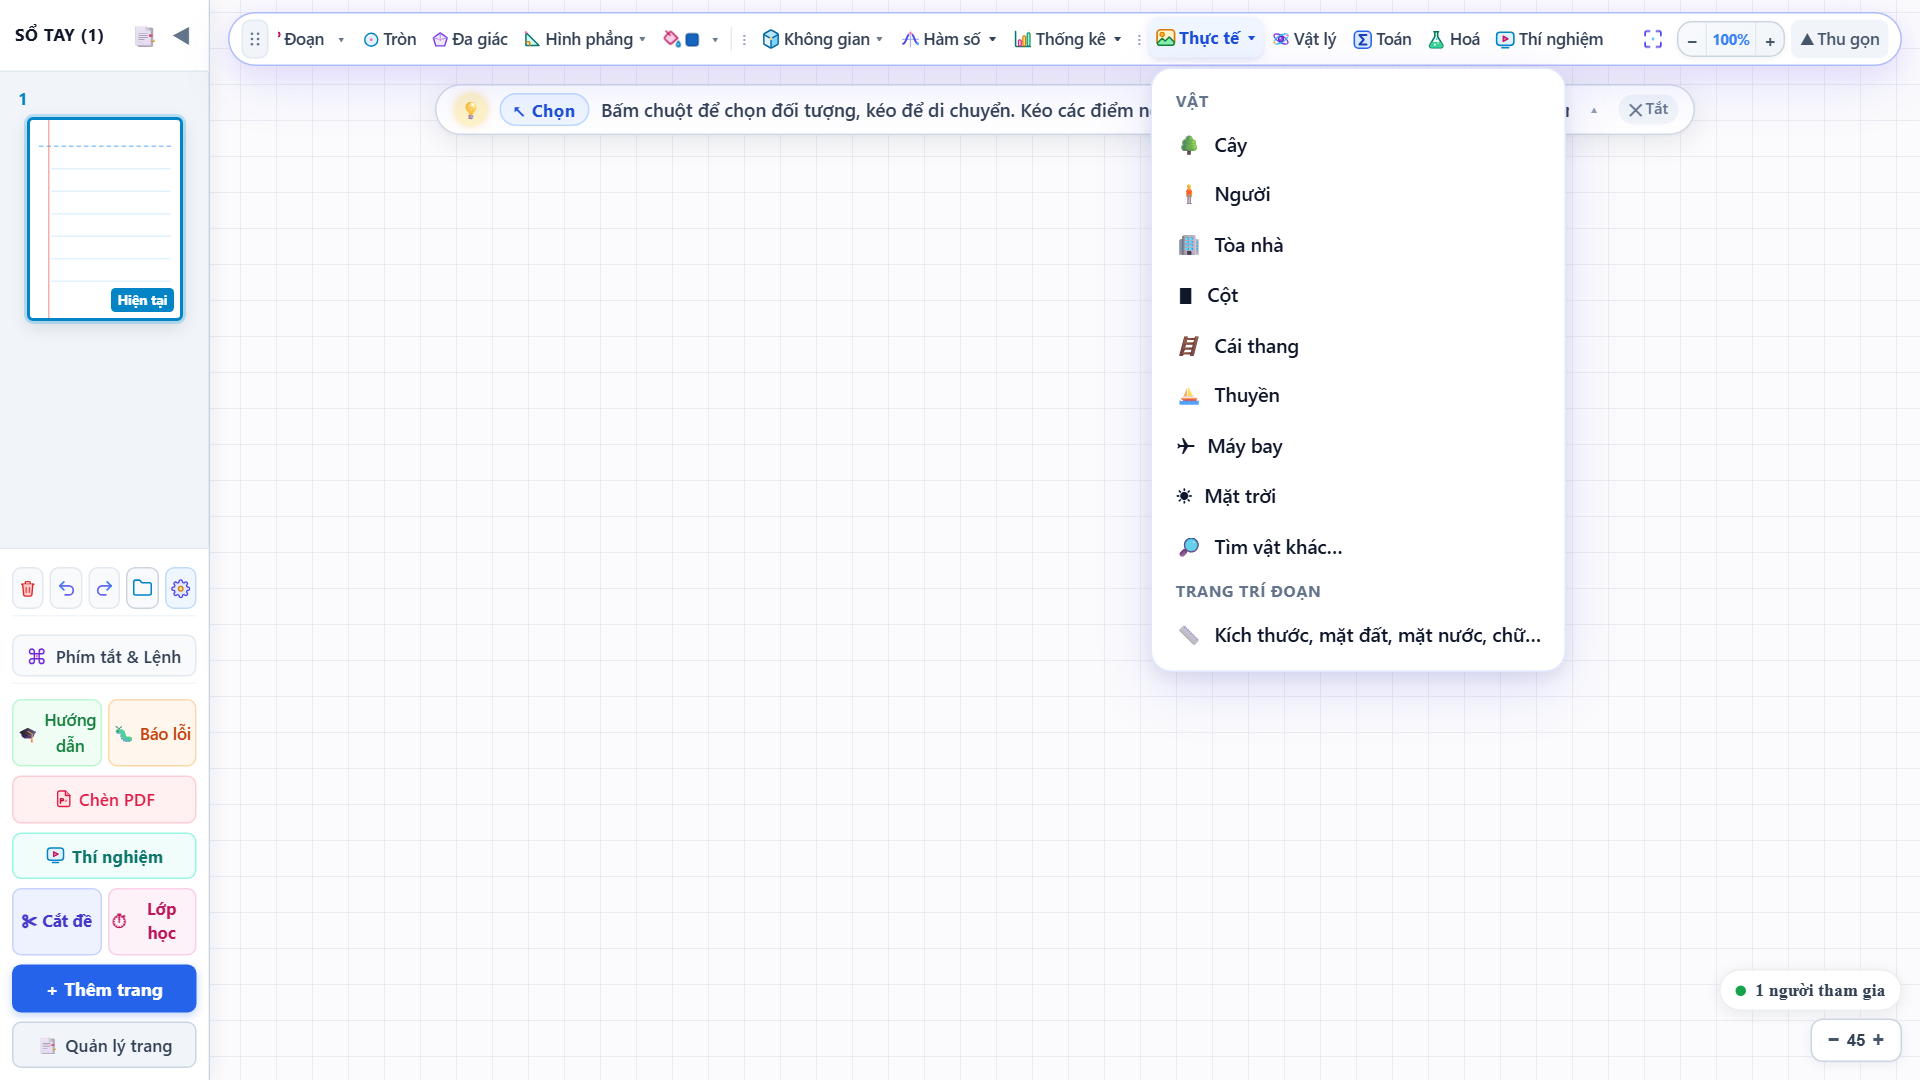 SỔ TAY (1)
Đoạn
Tròn
Đa giác
Hình phẳng
Không gian
Hàm số
Thống kê
Thực tế
Vật lý
Toán
Hoá
Thí nghiệm
− 100% +
Thu gọn
Chọn
Bấm chuột để chọn đối tượng, kéo để di chuyển. Kéo các điểm
Tắt
1
Hiện tại
VẬT
Cây
Người
Tòa nhà
Cột
Cái thang
Thuyền
Máy bay
Mặt trời
Tìm vật khác...
TRANG TRÍ ĐOẠN
Kích thước, mặt đất, mặt nước, chữ...
Phím tắt & Lệnh
Hướng
dẫn
Báo lỗi
Chèn PDF
Thí nghiệm
Cắt đề
Lớp
học
+ Thêm trang
Quản lý trang
1 người tham gia
− 45 +